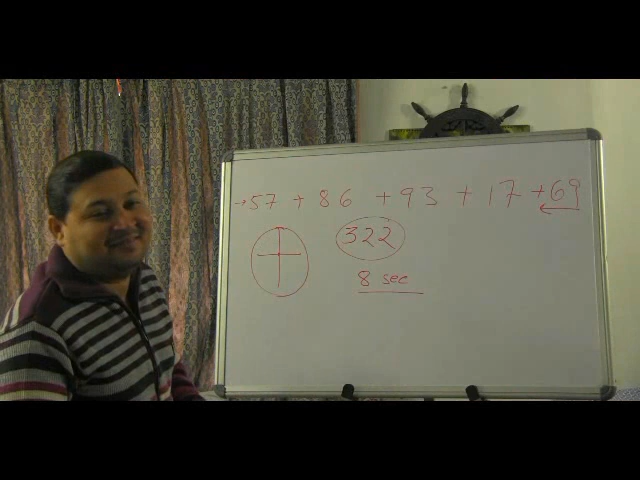 →57 + 86 + 93 + 17 + 69
322
8 sec